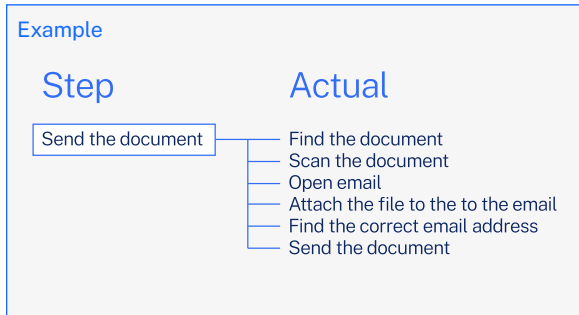 Example
Step
Actual
Send the document
Find the document
Scan the document
Open email
Attach the file to the to the email
Find the correct email address
Send the document